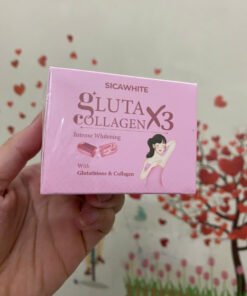 SICAWHITE
gLUTA
COLLAGEN X3
Intense Whitening
With
Glutathione & Collagen